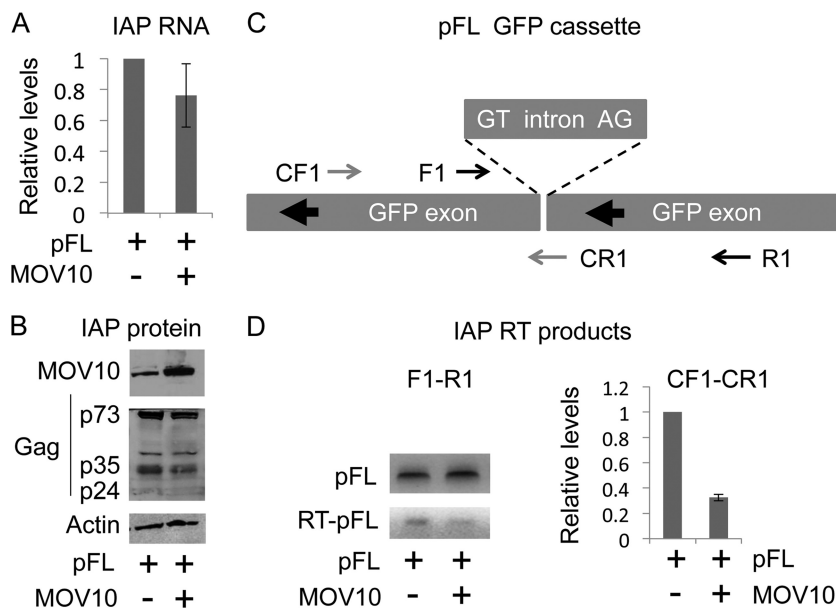 A
IAP RNA
Relative levels
1
0.8
0.6
0.4
0.2
0
pFL + +
MOV10 - +
B
IAP protein
MOV10
Gag
p73
p35
p24
Actin
pFL + +
MOV10 - +
C
pFL GFP cassette
GT intron AG
CF1
F1
GFP exon
GFP exon
CR1
R1
D
IAP RT products
F1-R1
pFL
RT-pFL
pFL + +
MOV10 - +
CF1-CR1
Relative levels
1.2
1
0.8
0.6
0.4
0.2
0
+ + pFL
- + MOV10